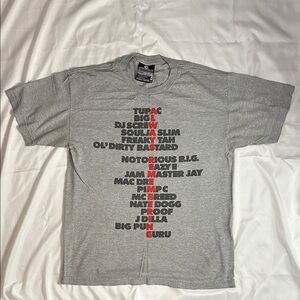 TUPAC
BIG L
DJ SCREW
SOULJA SLIM
FREAKY TAH
OL' DIRTY BASTARD
NOTORIOUS B.I.G.
EAZY E
JAM MASTER JAY
MAC DRE
PIMP C
MC BREED
NATE DOGG
PROOF
J DILLA
BIG PUN
GURU